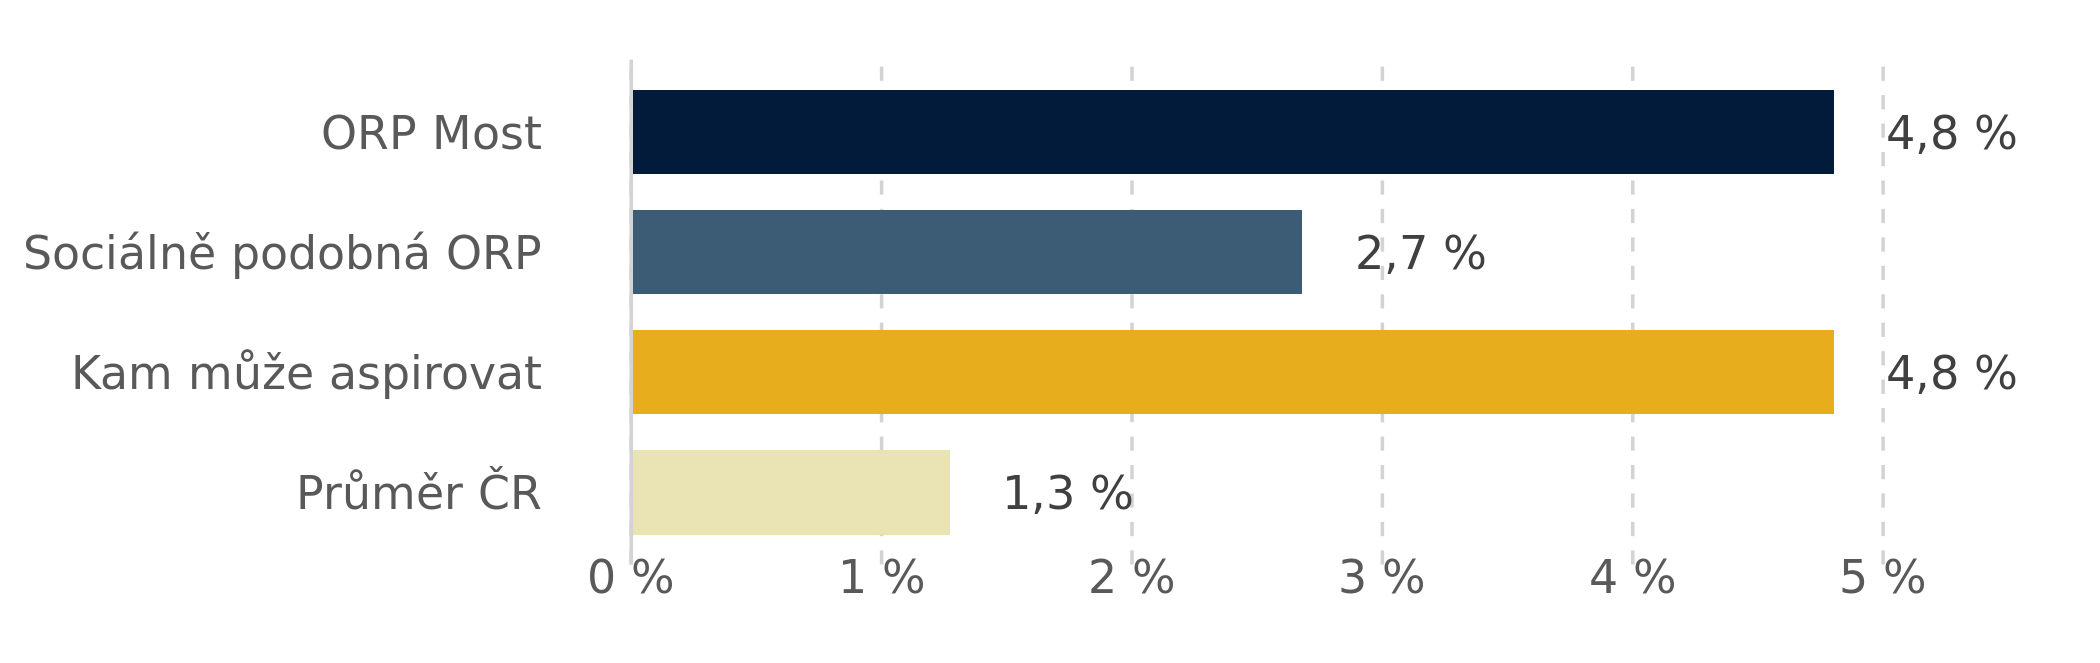 ORP Most 4,8 %
Sociálně podobná ORP 2,7 %
Kam může aspirovat 4,8 %
Průměr ČR 1,3 %
0 % 1 % 2 % 3 % 4 % 5 %